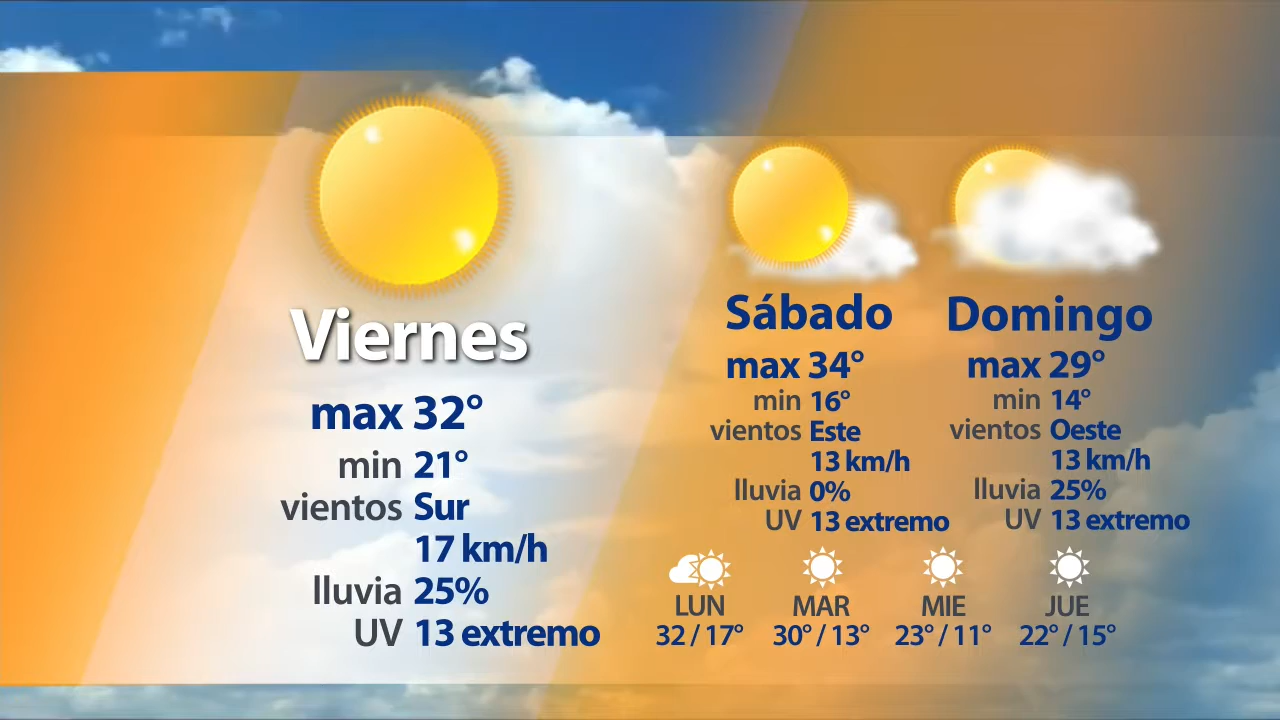 Viernes
max 32°
min 21°
vientos Sur
17 km/h
lluvia 25%
UV 13 extremo
Sábado
max 34°
min 16°
vientos Este
13 km/h
lluvia 0%
UV 13 extremo
Domingo
max 29°
min 14°
vientos Oeste
13 km/h
lluvia 25%
UV 13 extremo
LUN
32 / 17°
MAR
30° / 13°
MIE
23° / 11°
JUE
22° / 15°